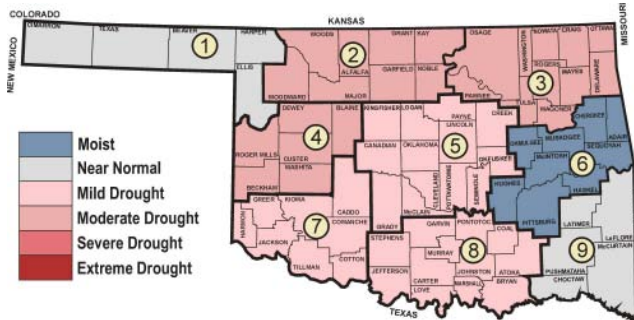 COLORADO
KANSAS
MISSOURI
NEW MEXICO
TEXAS
CIMARRON
TEXAS
BEAVER
HARPER
1
ELLIS
WOODS
GRANT
KAY
2
ALFALFA
GARFIELD
NOBLE
WOODWARD
MAJOR
OSAGE
WASHINGTON
NOWATA
CRAIG
OTTAWA
ROGERS
3
MAYES
DELAWARE
PAWNEE
TULSA
WAGONER
DEWEY
BLAINE
4
ROGER MILLS
CUSTER
WASHITA
BECKHAM
KINGFISHER
LOGAN
PAYNE
CREEK
LINCOLN
CANADIAN
OKLAHOMA
5
OKFUSKEE
CLEVELAND
POTTAWATOMIE
SEMINOLE
McCLAIN
GRADY
CHEROKEE
ADAIR
OKMULGEE
MUSKOGEE
SEQUOYAH
McINTOSH
6
HUGHES
HASKEL
PITTSBURG
GREER
KIOWA
CADDO
HARMON
7
COMANCHE
JACKSON
TILLMAN
COTTON
STEPHENS
GARVIN
PONTOTOC
COAL
MURRAY
8
JEFFERSON
CARTER
JOHNSTON
ATOKA
LOVE
MARSHALL
BRYAN
LATIMER
LeFLORE
9
McCURTAIN
PUSHMATAHA
CHOCTAW
Moist
Near Normal
Mild Drought
Moderate Drought
Severe Drought
Extreme Drought